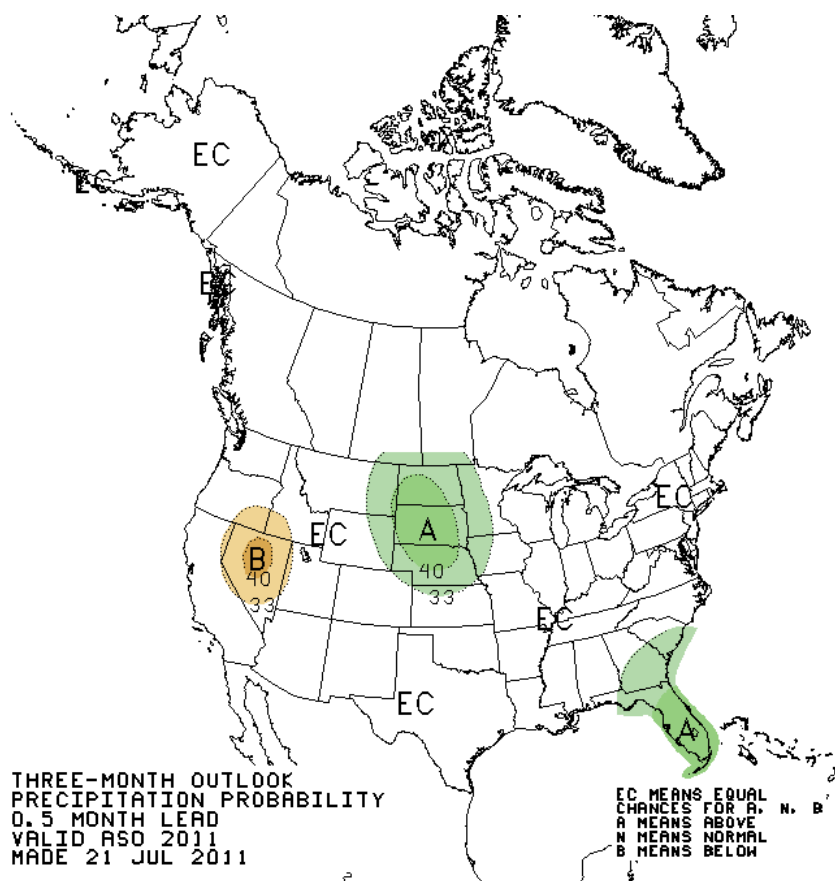 EC
EC
EC
A
EC
EC
B
40
40
33
33
EC
EC
A
THREE-MONTH OUTLOOK
PRECIPITATION PROBABILITY
0.5 MONTH LEAD
VALID ASO 2011
MADE 21 JUL 2011
EC MEANS EQUAL
CHANCES FOR A, N, B
A MEANS ABOVE
N MEANS NORMAL
B MEANS BELOW